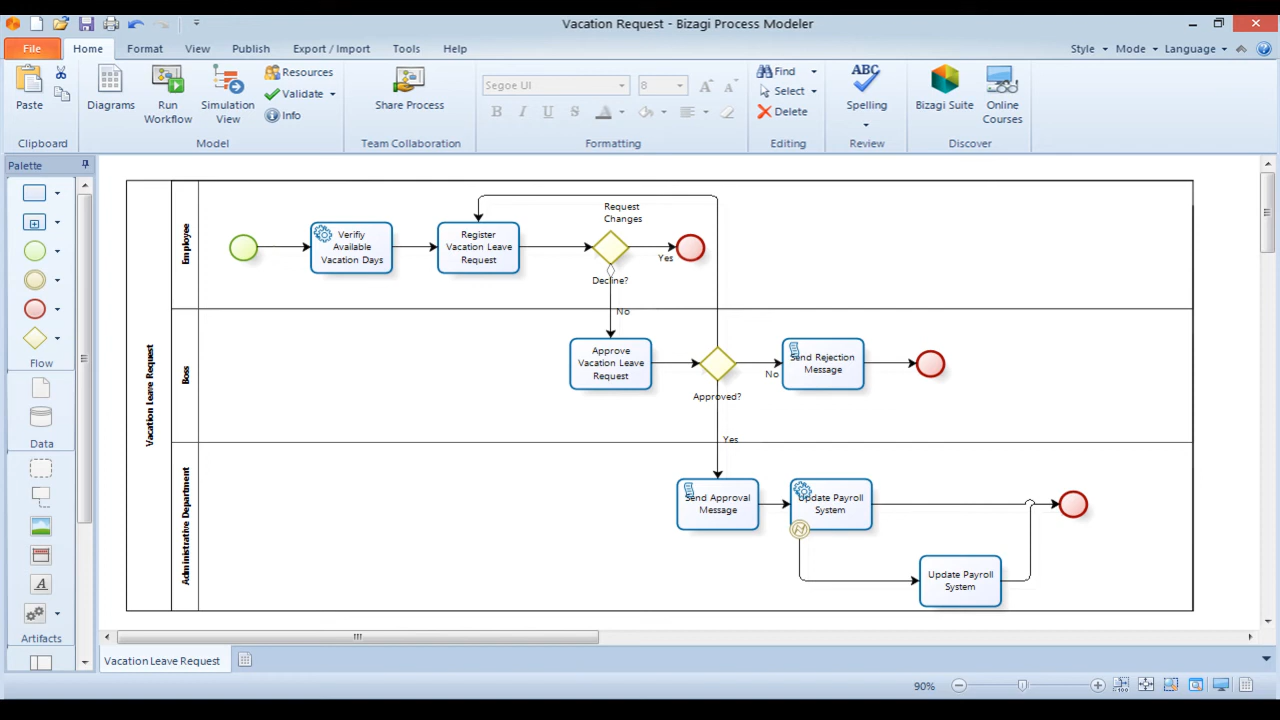 Vacation Request - Bizagi Process Modeler
File Home Format View Publish Export / Import Tools Help
Style Mode Language
Paste
Diagrams
Run
Workflow
Simulation
View
Resources
Validate
Info
Share Process
Segoe UI
8
B I U S A
Find
Select
Delete
ABC
Spelling
Bizagi Suite
Online
Courses
Clipboard Model Team Collaboration Formatting Editing Review Discover
Palette
Flow
Data
A
Artifacts
Vacation Leave Request
Employee
Verifiy
Available
Vacation Days
Register
Vacation Leave
Request
Request
Changes
Yes
Decline?
No
Boss
Approve
Vacation Leave
Request
Approved?
No
Send Rejection
Message
Yes
Administrative Department
Send Approval
Message
Update Payroll
System
Update Payroll
System
Vacation Leave Request
90%
100